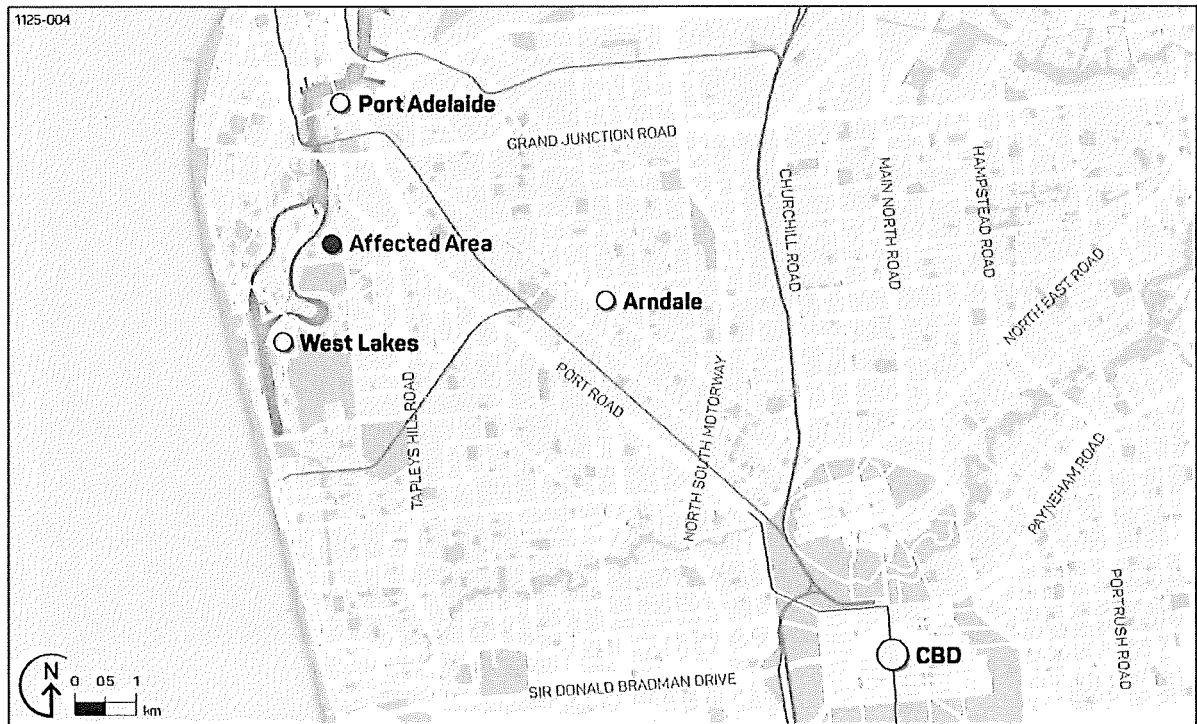 1125-004
Port Adelaide
GRAND JUNCTION ROAD
CHURCHILL ROAD
MAIN NORTH ROAD
HAMPSTEAD ROAD
Affected Area
NORTH EAST ROAD
Arndale
West Lakes
PORT ROAD
TAPLEYS HILL ROAD
NORTH SOUTH MOTORWAY
PAYNEHAM ROAD
PORTRUSH ROAD
CBD
SIR DONALD BRADMAN DRIVE
N
0 05 1
km